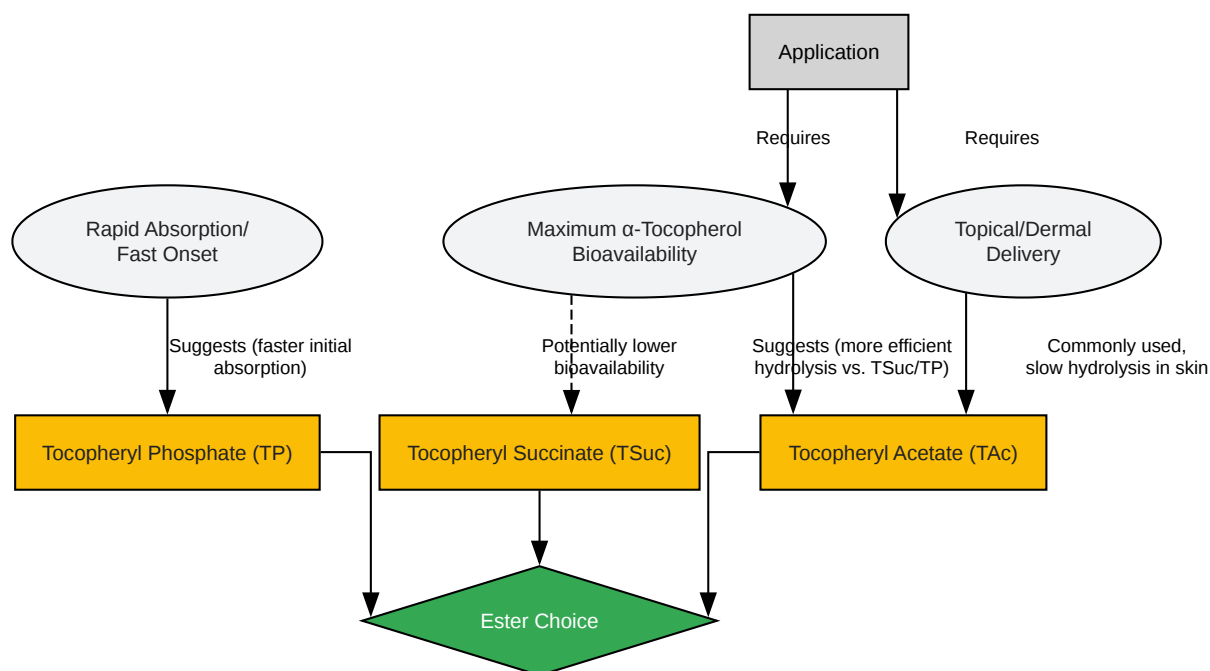 Application
Requires
Requires
Rapid Absorption/
Fast Onset
Maximum α-Tocopherol
Bioavailability
Topical/Dermal
Delivery
Suggests (faster initial
absorption)
Potentially lower
bioavailability
Suggests (more efficient
hydrolysis vs. TSuc/TP)
Commonly used,
slow hydrolysis in skin
Tocopheryl Phosphate (TP)
Tocopheryl Succinate (TSuc)
Tocopheryl Acetate (TAc)
Ester Choice